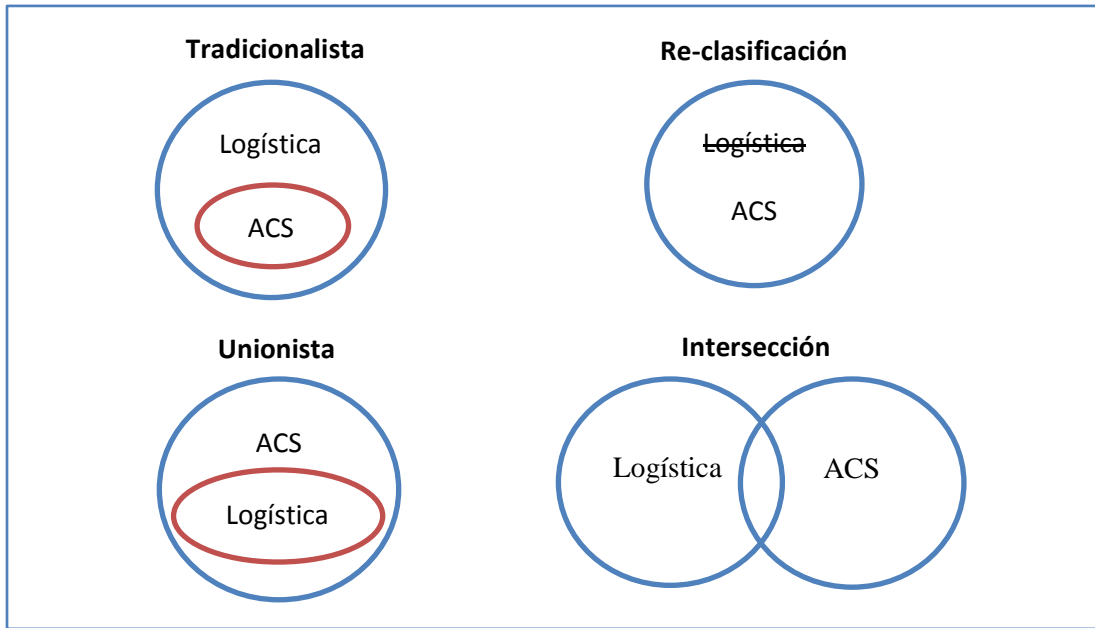 Tradicionalista
Logística
ACS
Re-clasificación
Logística
ACS
Unionista
ACS
Logística
Intersección
Logística
ACS